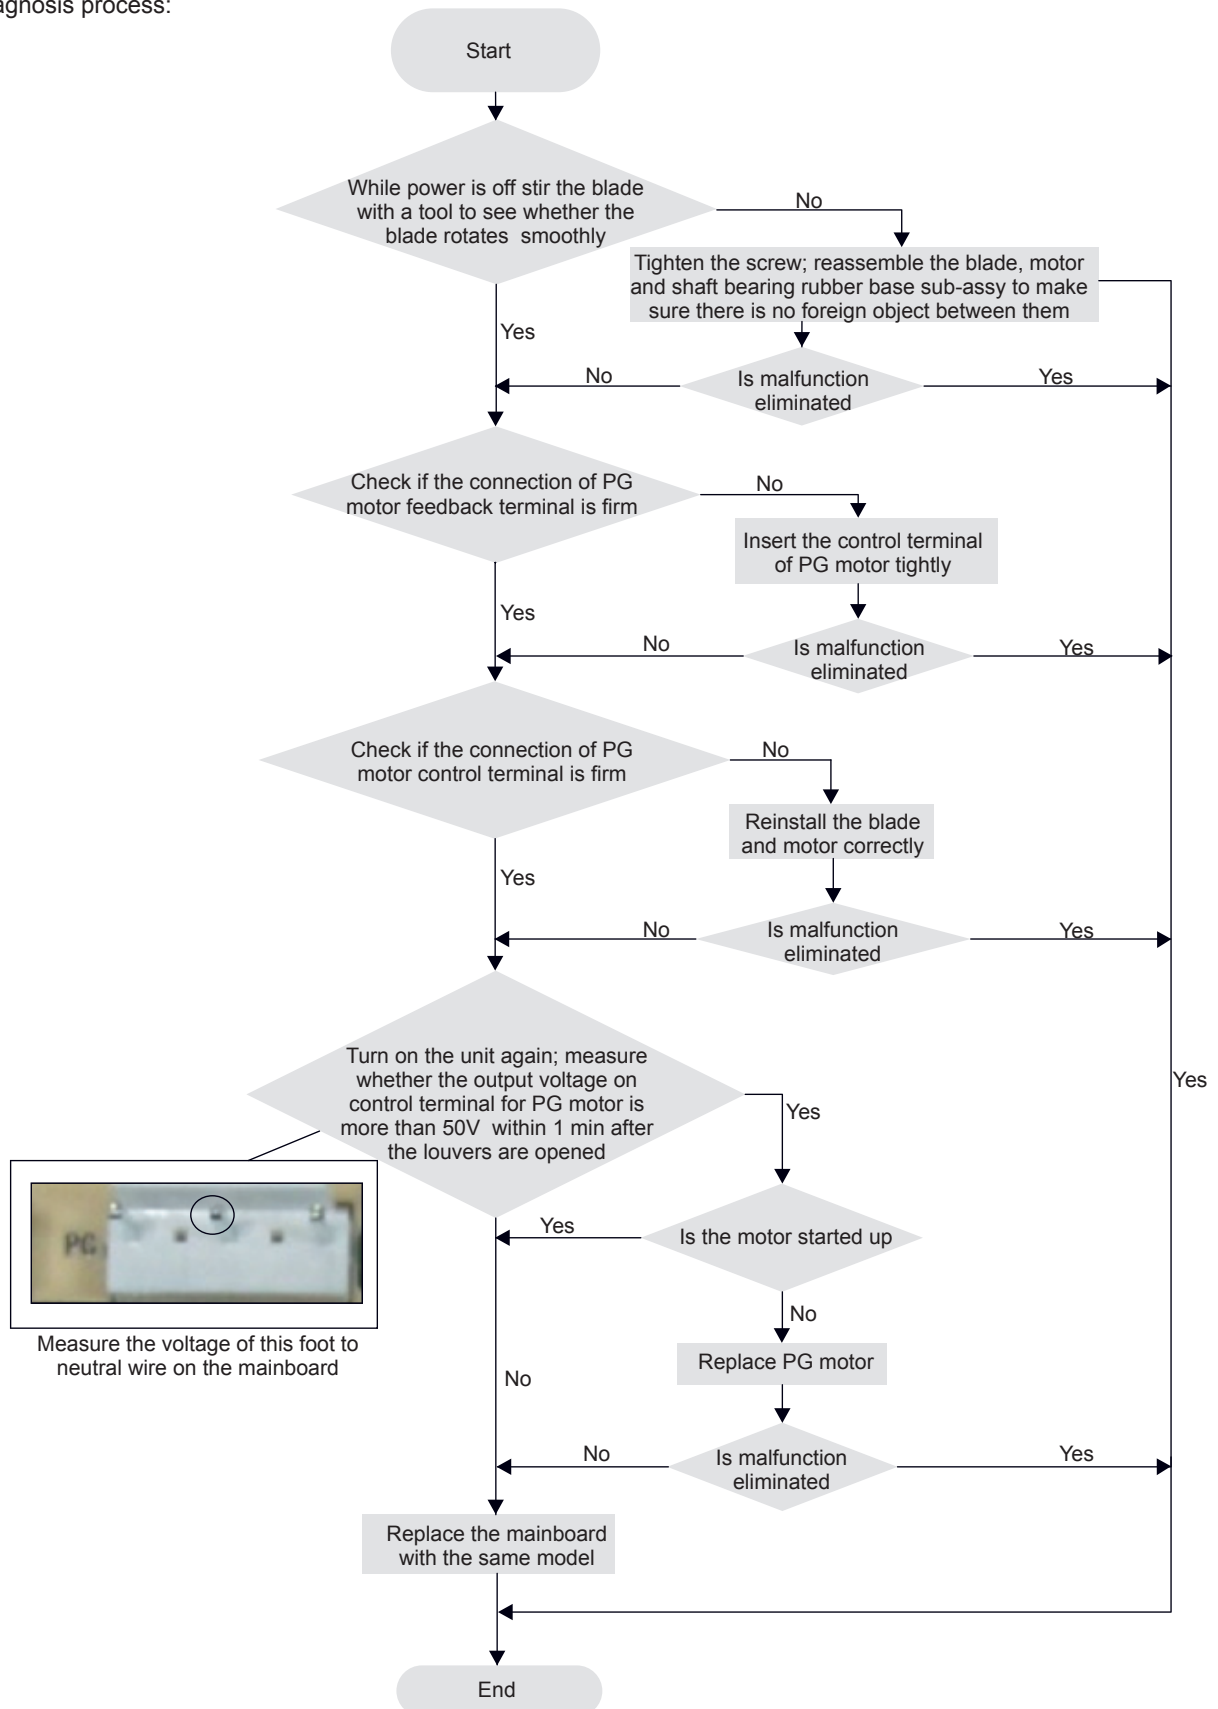 agnosis process:
Start
While power is off stir the blade
with a tool to see whether the
blade rotates smoothly
No
Tighten the screw; reassemble the blade, motor
and shaft bearing rubber base sub-assy to make
sure there is no foreign object between them
Yes
No
Is malfunction
eliminated
Yes
Check if the connection of PG
motor feedback terminal is firm
No
Insert the control terminal
of PG motor tightly
Yes
No
Is malfunction
eliminated
Yes
Check if the connection of PG
motor control terminal is firm
No
Reinstall the blade
and motor correctly
Yes
No
Is malfunction
eliminated
Yes
Turn on the unit again; measure
whether the output voltage on
control terminal for PG motor is
more than 50V within 1 min after
the louvers are opened
Yes
Yes
PG
Measure the voltage of this foot to
neutral wire on the mainboard
Yes
Is the motor started up
No
Replace PG motor
No
No
Is malfunction
eliminated
Yes
Replace the mainboard
with the same model
End